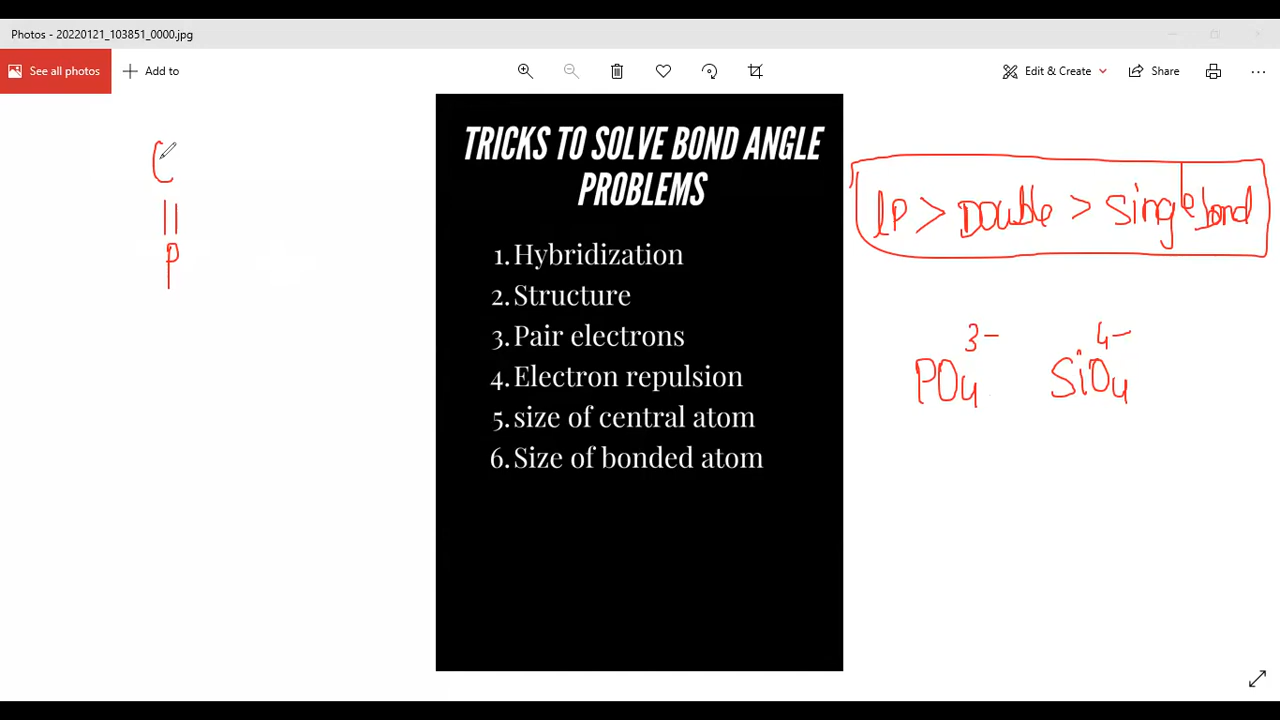 Photos - 20220121_103851_0000.jpg
See all photos
Add to
Edit & Create
Share
TRICKS TO SOLVE BOND ANGLE
PROBLEMS
1. Hybridization
2. Structure
3. Pair electrons
4. Electron repulsion
5. size of central atom
6. Size of bonded atom
P
lP > Double > Single bond
PO4 3- SiO4 4-